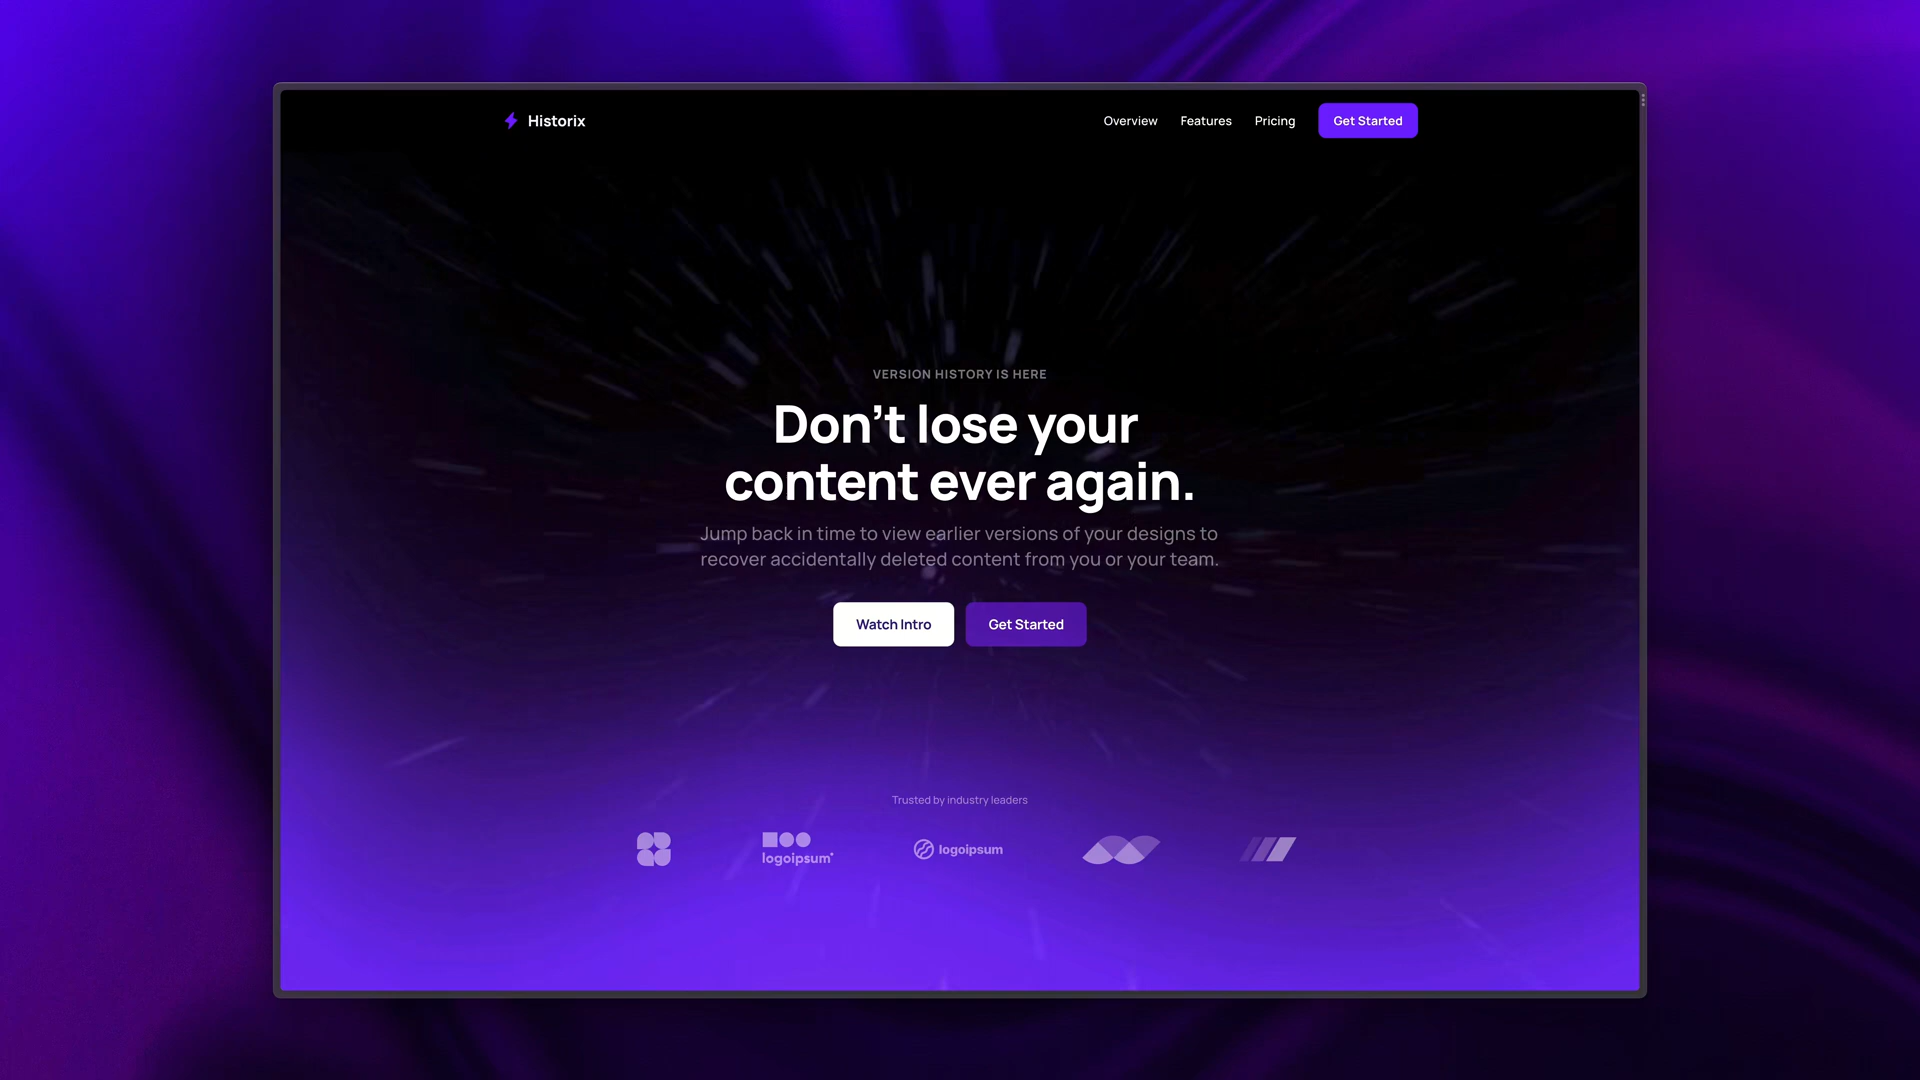 Historix
Overview
Features
Pricing
Get Started
VERSION HISTORY IS HERE
Don’t lose your
content ever again.
Jump back in time to view earlier versions of your designs to
recover accidentally deleted content from you or your team.
Watch Intro
Get Started
Trusted by industry leaders
logoipsum
logoipsum